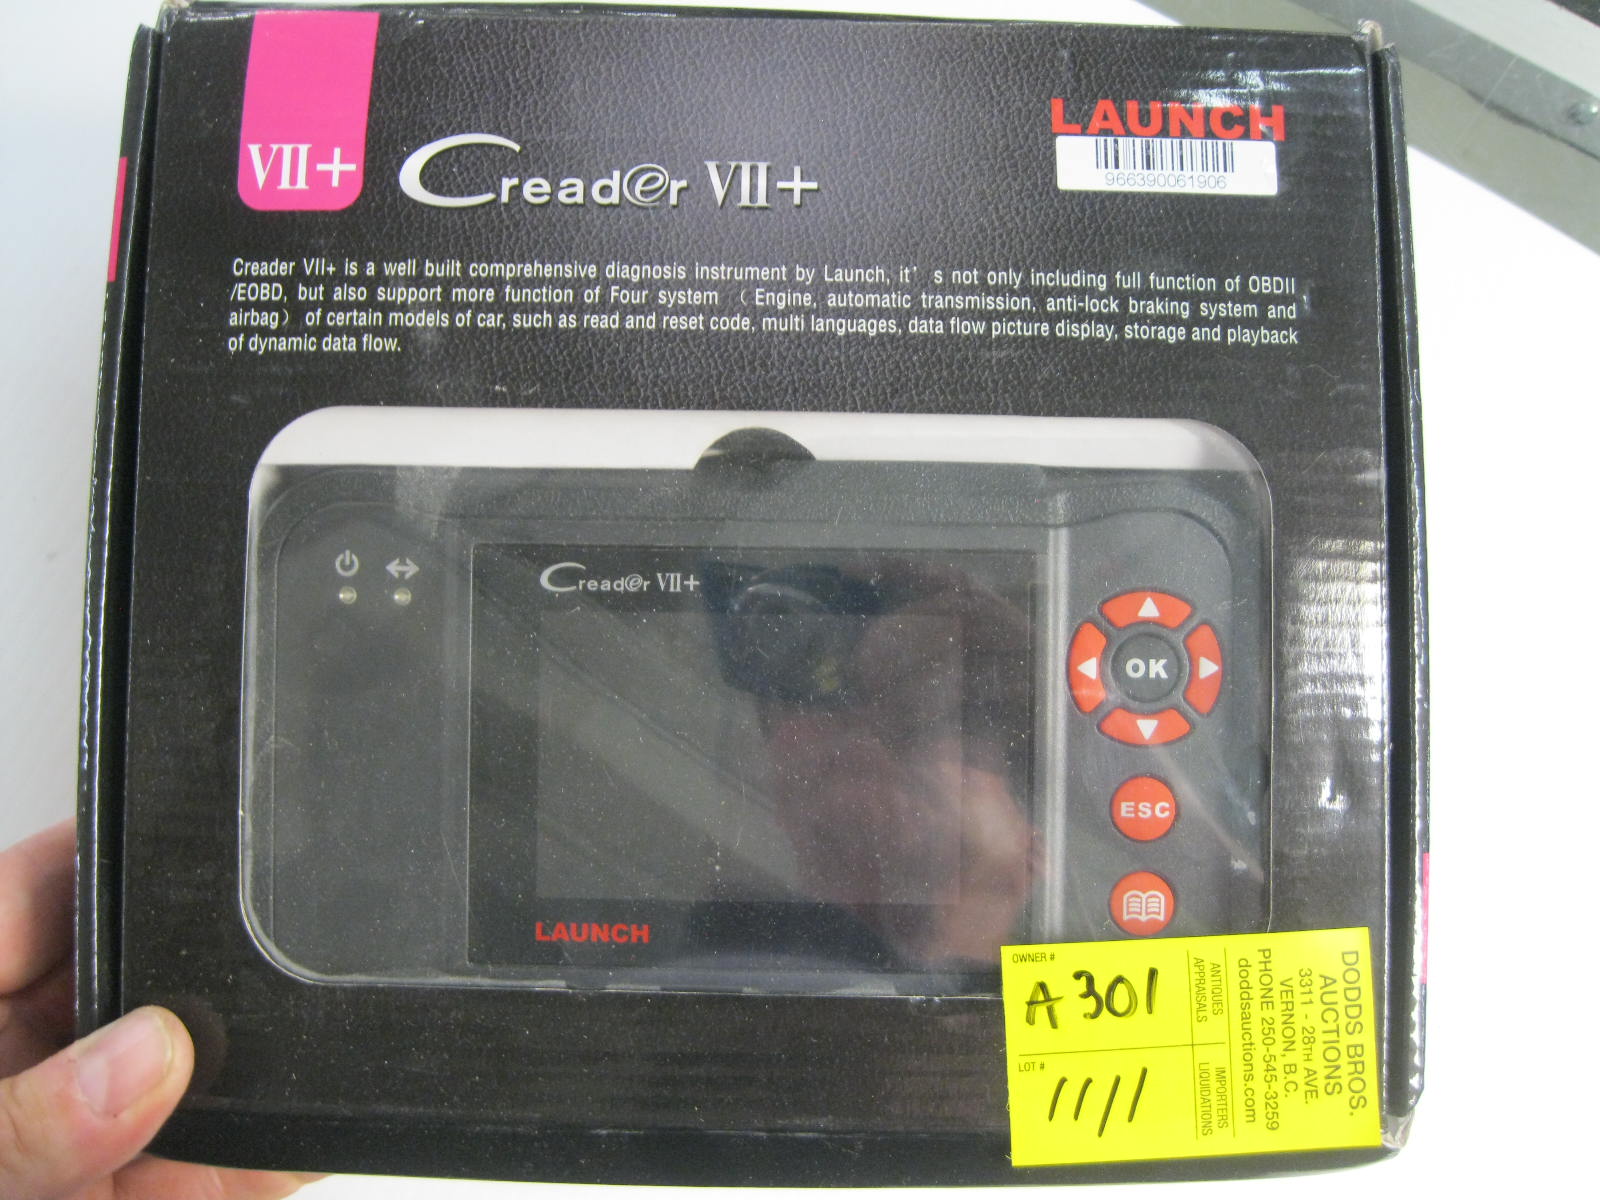 VII+
Creader VII+
LAUNCH
966390061906
Creader VII+ is a well built comprehensive diagnosis instrument by Launch, it' s not only including full function of OBDII
/EOBD, but also support more function of Four system ( Engine, automatic transmission, anti-lock braking system and
airbag) of certain models of car, such as read and reset code, multi languages, data flow picture display, storage and playback
of dynamic data flow.
Creader VII+
OK
ESC
LAUNCH
OWNER #
A301
LOT #
1111
ANTIQUES
APPRAISALS
IMPORTERS
LIQUIDATIONS
DODDS BROS.
AUCTIONS
3311 - 28TH AVE.
VERNON, B.C.
PHONE 250-545-3259
doddsauctions.com